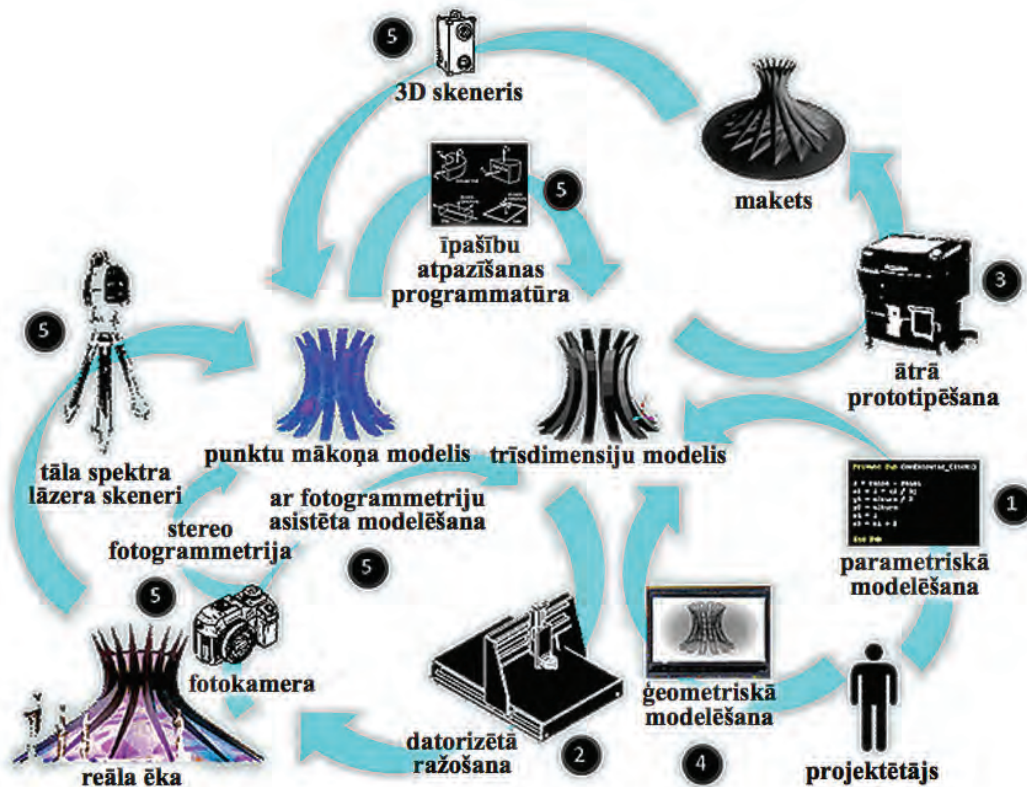 5
3D skeneris
makets
īpašību
atpazīšanas
programmatūra
5
3
ātrā
prototipēšana
5
tāla spektra
lāzera skeneri
punktu mākoņa modelis
trīsdimensiju modelis
stereo
fotogrammetrija
ar fotogrammetriju
asistēta modelēšana
5
5
1
parametriskā
modelēšana
fotokamera
reāla ēka
datorizētā
ražošana
2
ģeometriskā
modelēšana
4
projektētājs